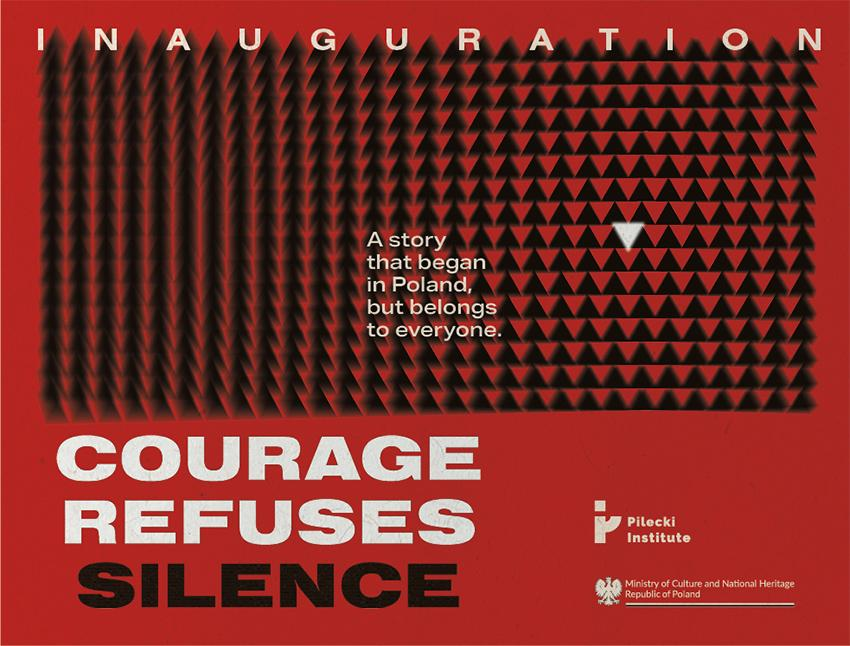 INAUGURATION
A story
that began
in Poland,
but belongs
to everyone.
COURAGE
REFUSES
SILENCE
Pilecki
Institute
Ministry of Culture and National Heritage
Republic of Poland